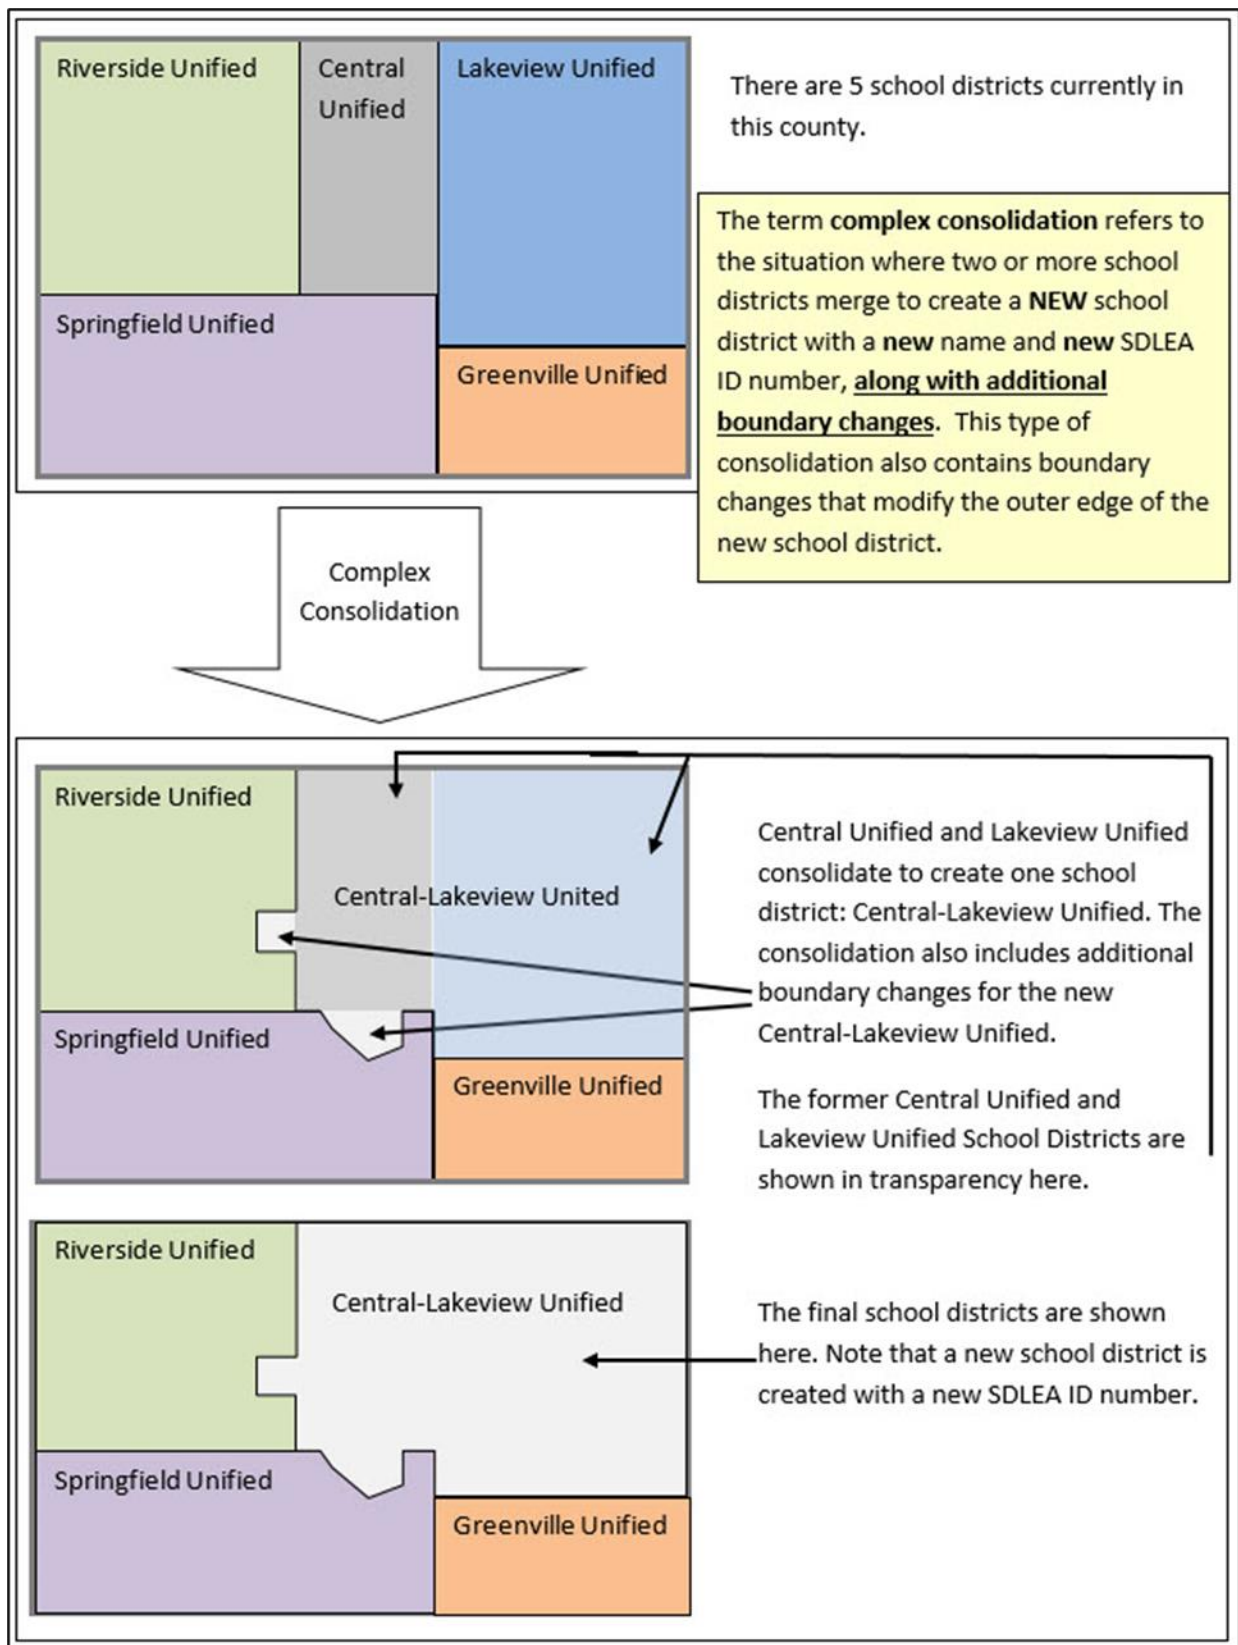 Riverside Unified
Central
Unified
Lakeview Unified
Springfield Unified
Greenville Unified
There are 5 school districts currently in
this county.
The term complex consolidation refers to
the situation where two or more school
districts merge to create a NEW school
district with a new name and new SDLEA
ID number, along with additional
boundary changes. This type of
consolidation also contains boundary
changes that modify the outer edge of the
new school district.
Complex
Consolidation
Riverside Unified
Central-Lakeview United
Springfield Unified
Greenville Unified
Central Unified and Lakeview Unified
consolidate to create one school
district: Central-Lakeview Unified. The
consolidation also includes additional
boundary changes for the new
Central-Lakeview Unified.
The former Central Unified and
Lakeview Unified School Districts are
shown in transparency here.
Riverside Unified
Central-Lakeview Unified
Springfield Unified
Greenville Unified
The final school districts are shown
here. Note that a new school district is
created with a new SDLEA ID number.